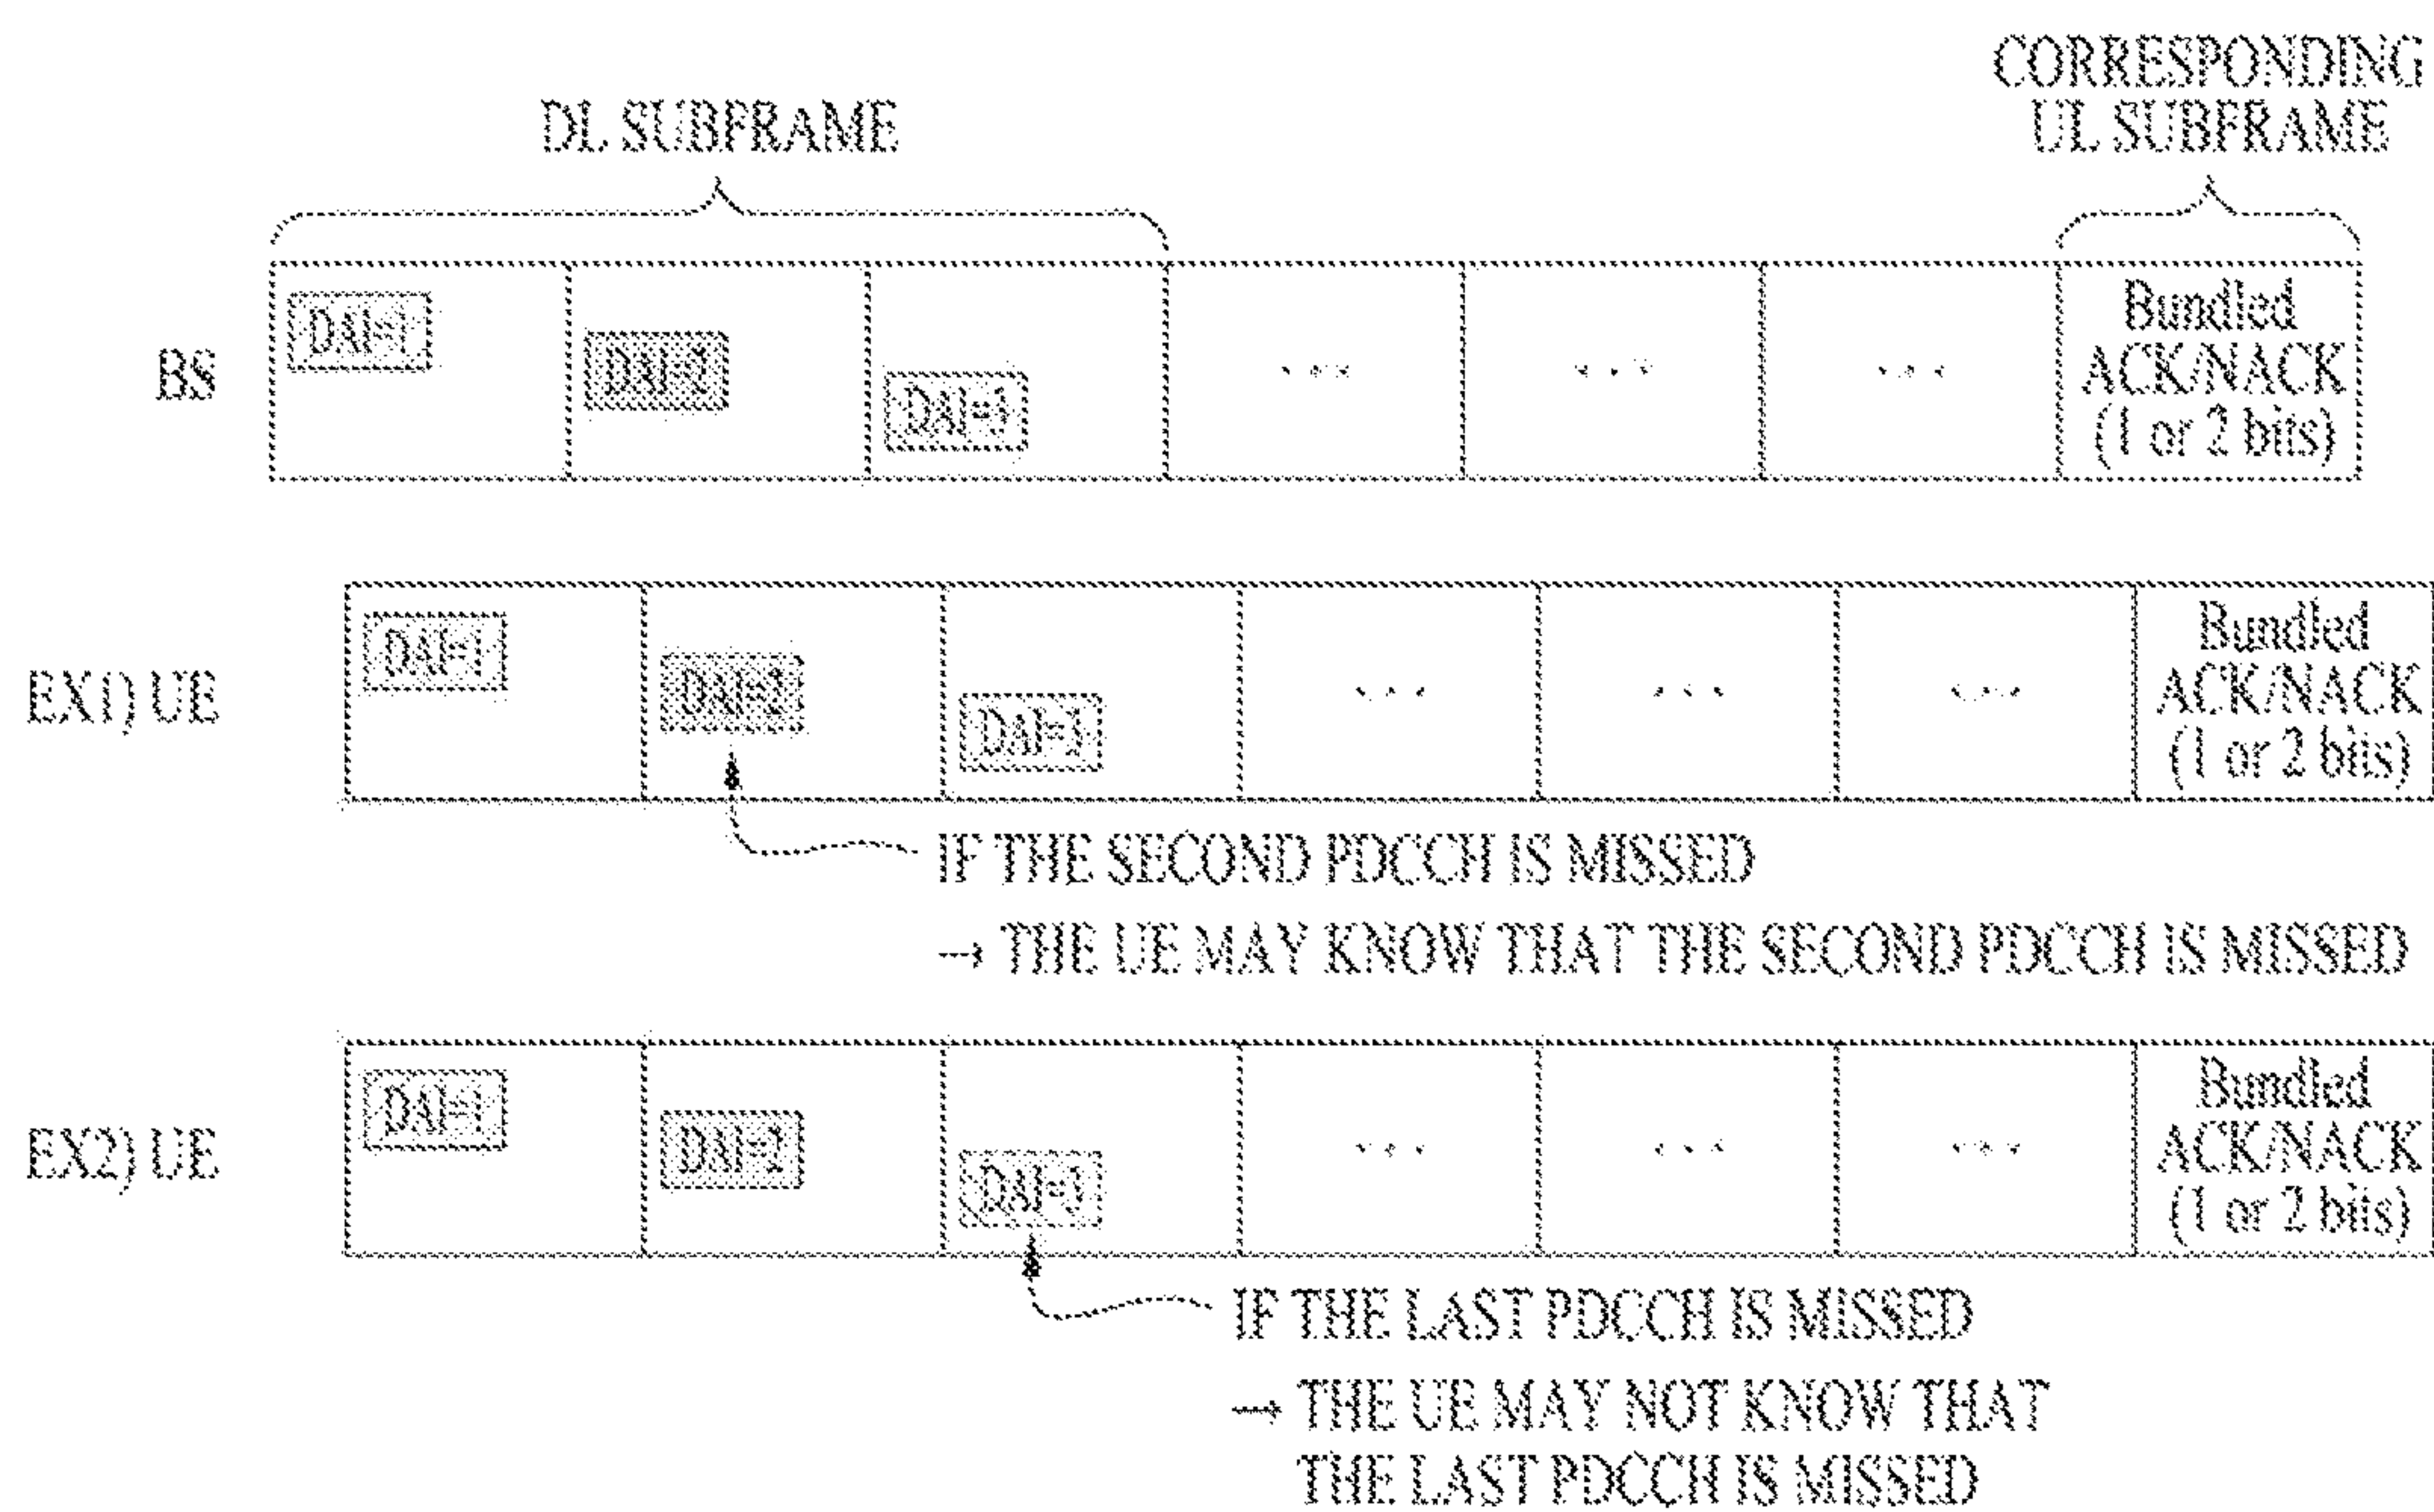 DL SUBFRAME
CORRESPONDING
UL SUBFRAME
BS
DAI=1
DAI=2
DAI=3
...
...
...
Bundled
ACK/NACK
(1 or 2 bits)
EX1) UE
DAI=1
DAI=2
DAI=3
...
...
...
Bundled
ACK/NACK
(1 or 2 bits)
IF THE SECOND PDCCH IS MISSED
→ THE UE MAY KNOW THAT THE SECOND PDCCH IS MISSED
EX2) UE
DAI=1
DAI=2
DAI=3
...
...
...
Bundled
ACK/NACK
(1 or 2 bits)
IF THE LAST PDCCH IS MISSED
→ THE UE MAY NOT KNOW THAT
THE LAST PDCCH IS MISSED